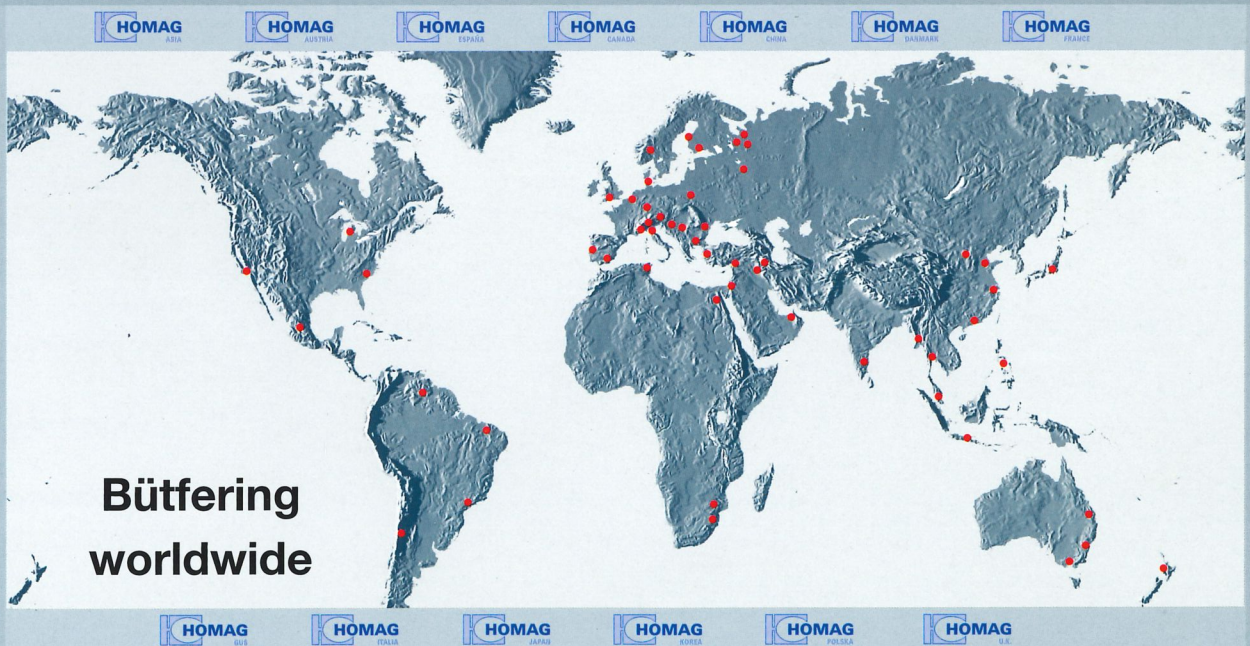 HOMAG HOMAG HOMAG HOMAG HOMAG HOMAG HOMAG
ASIA AUSTRIA ESPAÑA CANADA CHINA DANMARK FRANCE
Bütfering
worldwide
HOMAG HOMAG HOMAG HOMAG HOMAG HOMAG
GUS ITALIA JAPAN KOREA POLSKA U.K.